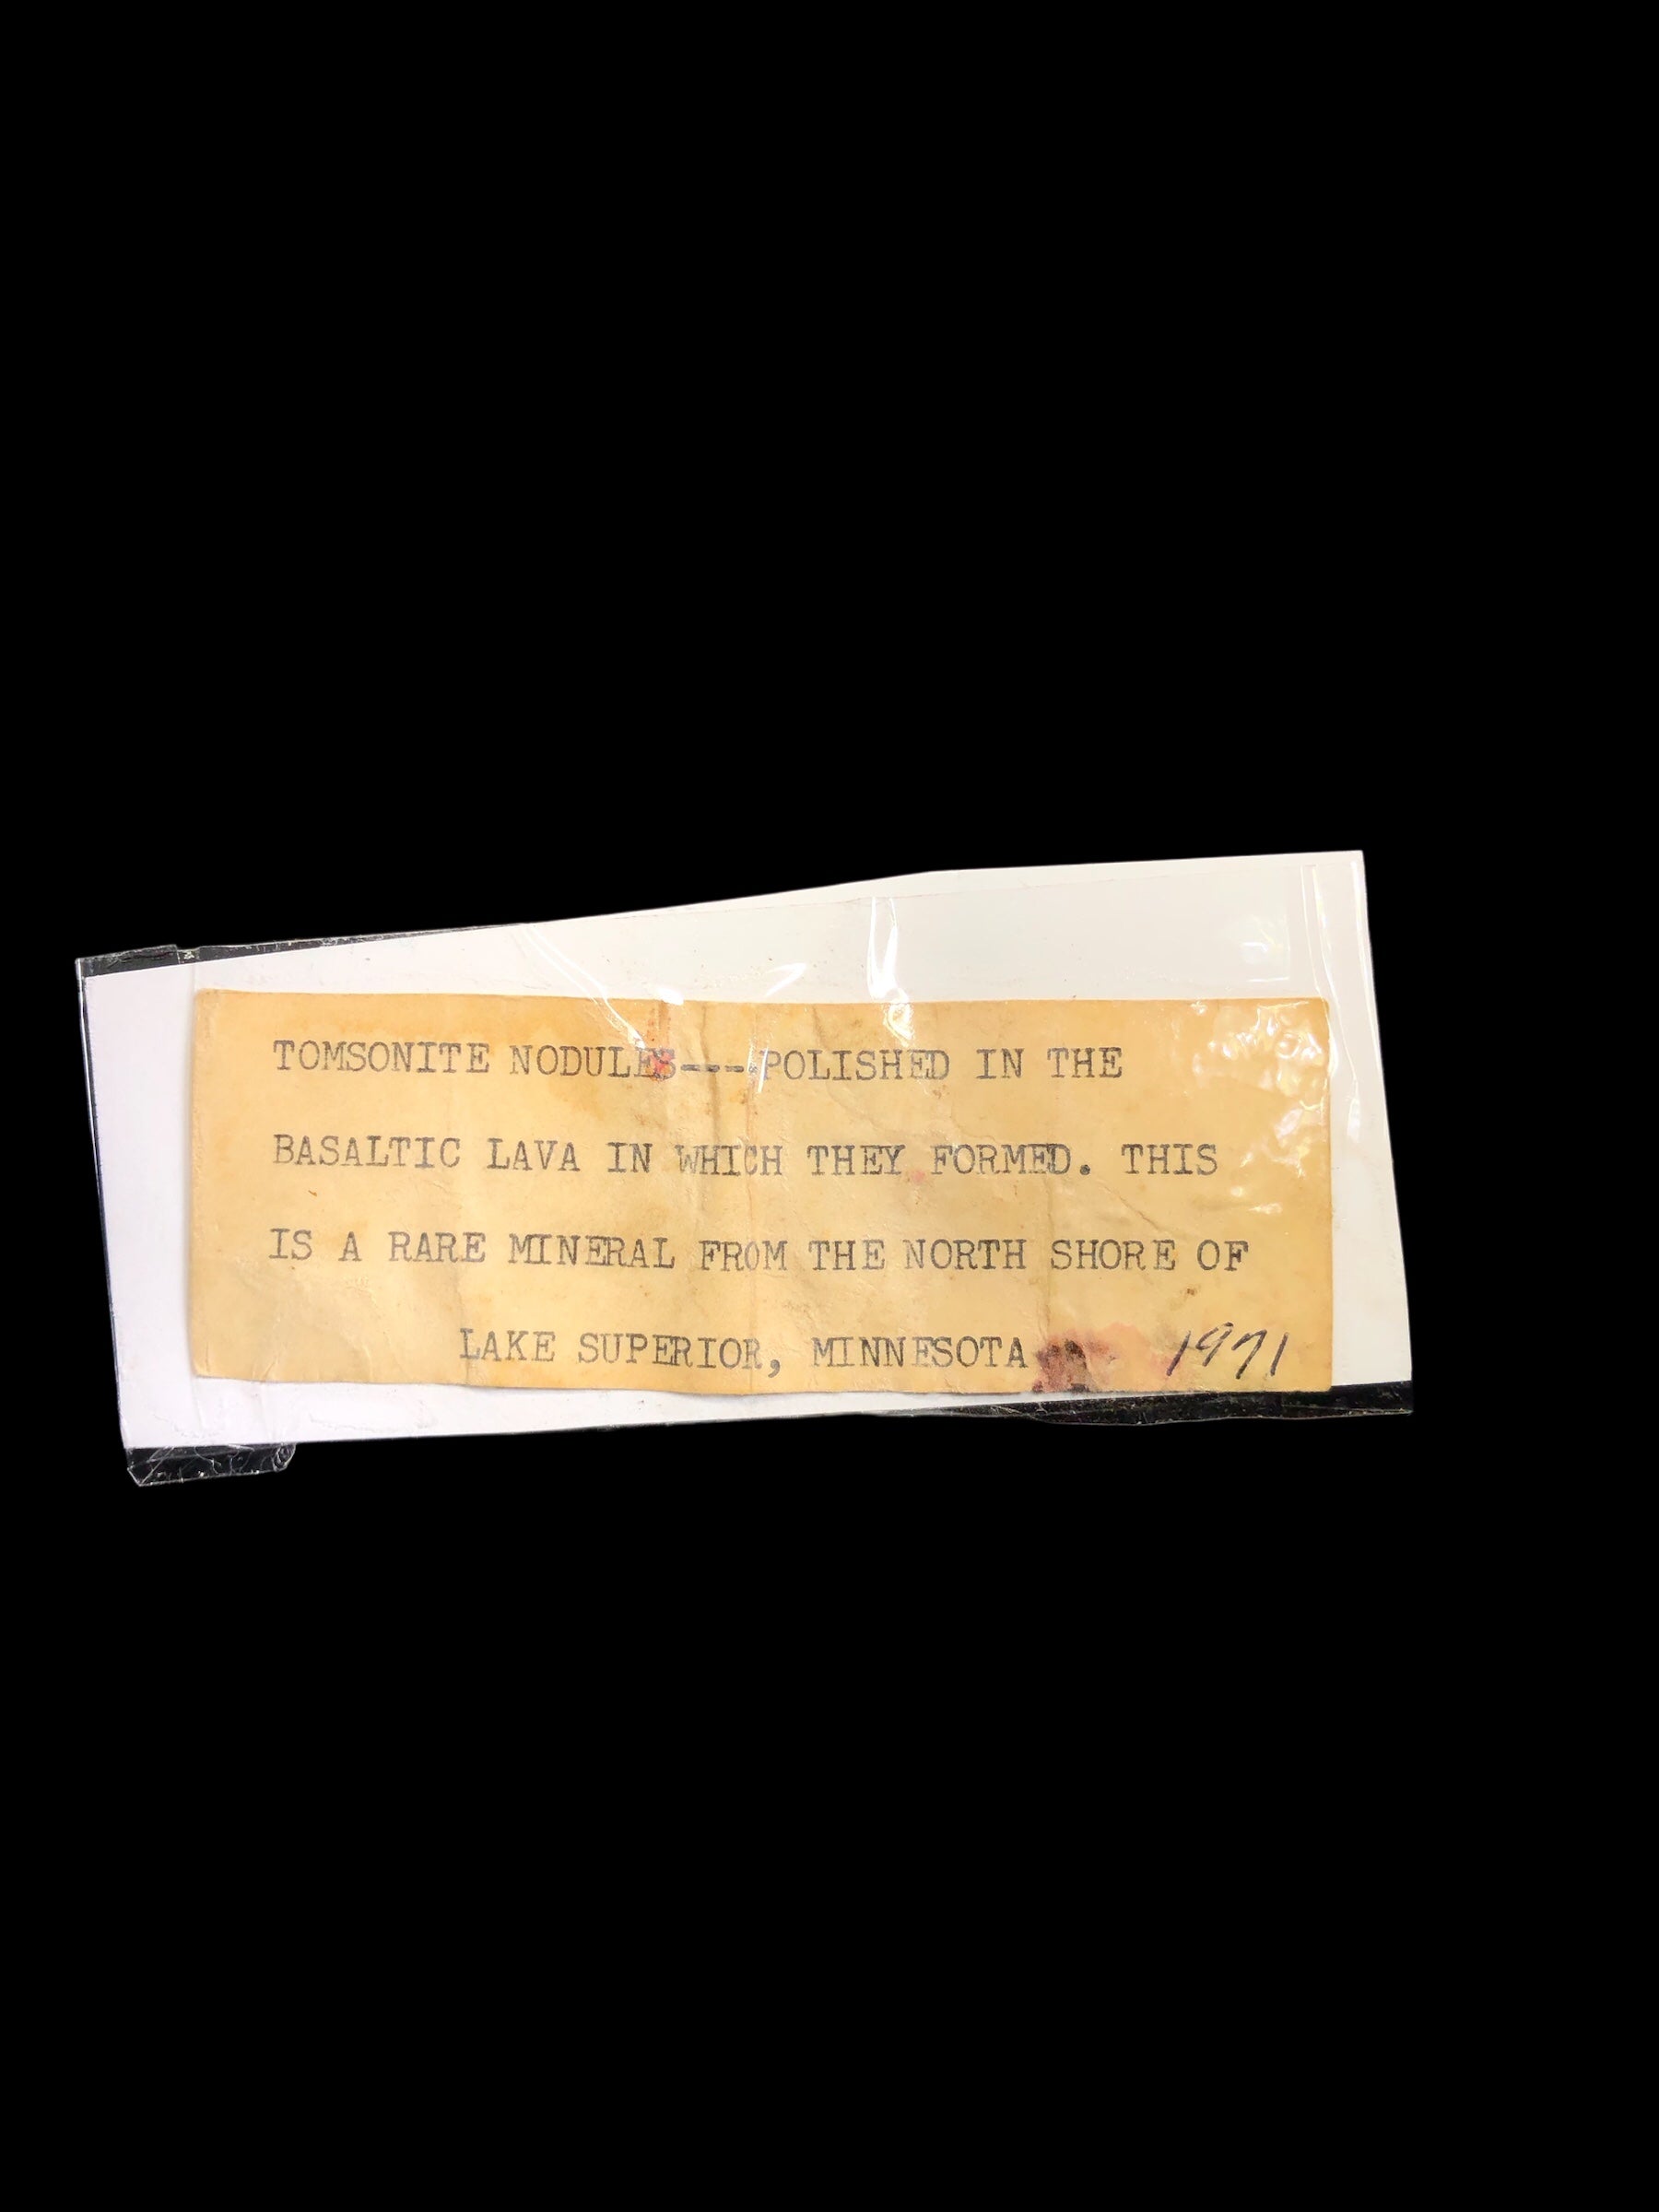 TOMSONITE NODULES---POLISHED IN THE
BASALTIC LAVA IN WHICH THEY FORMED. THIS
IS A RARE MINERAL FROM THE NORTH SHORE OF
LAKE SUPERIOR, MINNESOTA 1971